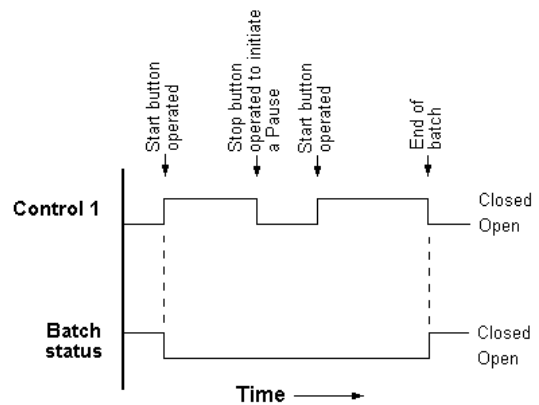 Start button
operated
Stop button
operated to initiate
a Pause
Start button
operated
End of
batch
Control 1
Closed
Open
Batch
status
Closed
Open
Time